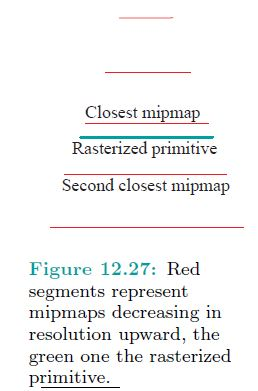 Closest mipmap
Rasterized primitive
Second closest mipmap
Figure 12.27: Red
segments represent
mipmaps decreasing in
resolution upward, the
green one the rasterized
primitive.